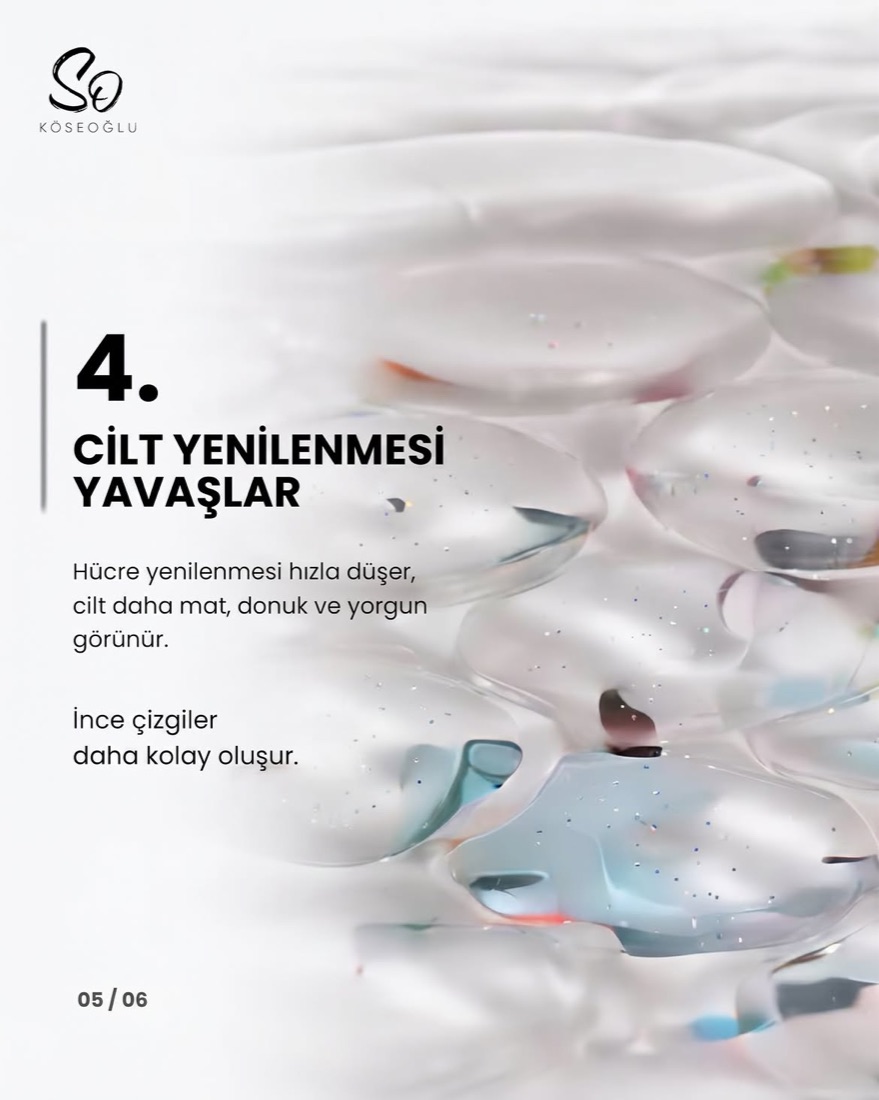 So
KÖSEOĞLU
4.
CİLT YENİLENMESİ
YAVAŞLAR
Hücre yenilenmesi hızla düşer,
cilt daha mat, donuk ve yorgun
görünür.
İnce çizgiler
daha kolay oluşur.
05 / 06